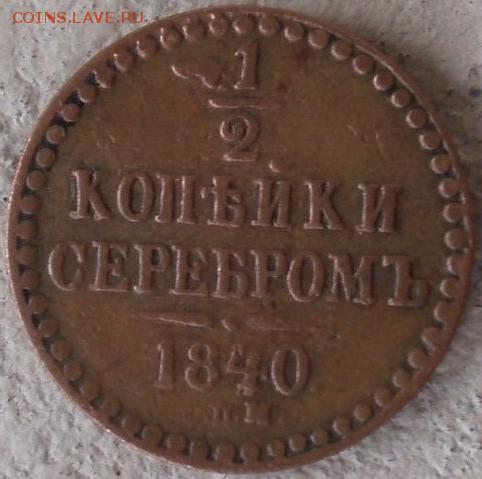 COINS.LAVE.RU
1
2
КОПѢЙКИ
СЕРЕБРОМЪ
1840